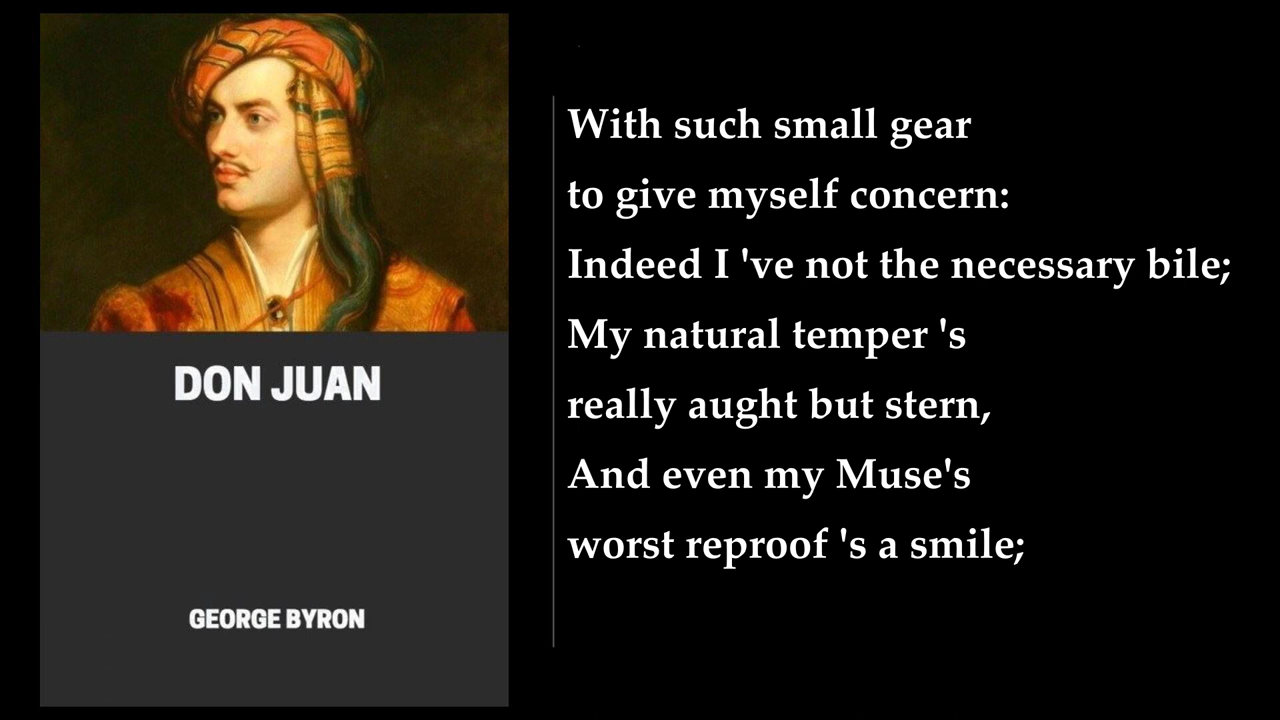 DON JUAN
GEORGE BYRON
With such small gear
to give myself concern:
Indeed I 've not the necessary bile;
My natural temper 's
really aught but stern,
And even my Muse's
worst reproof 's a smile;